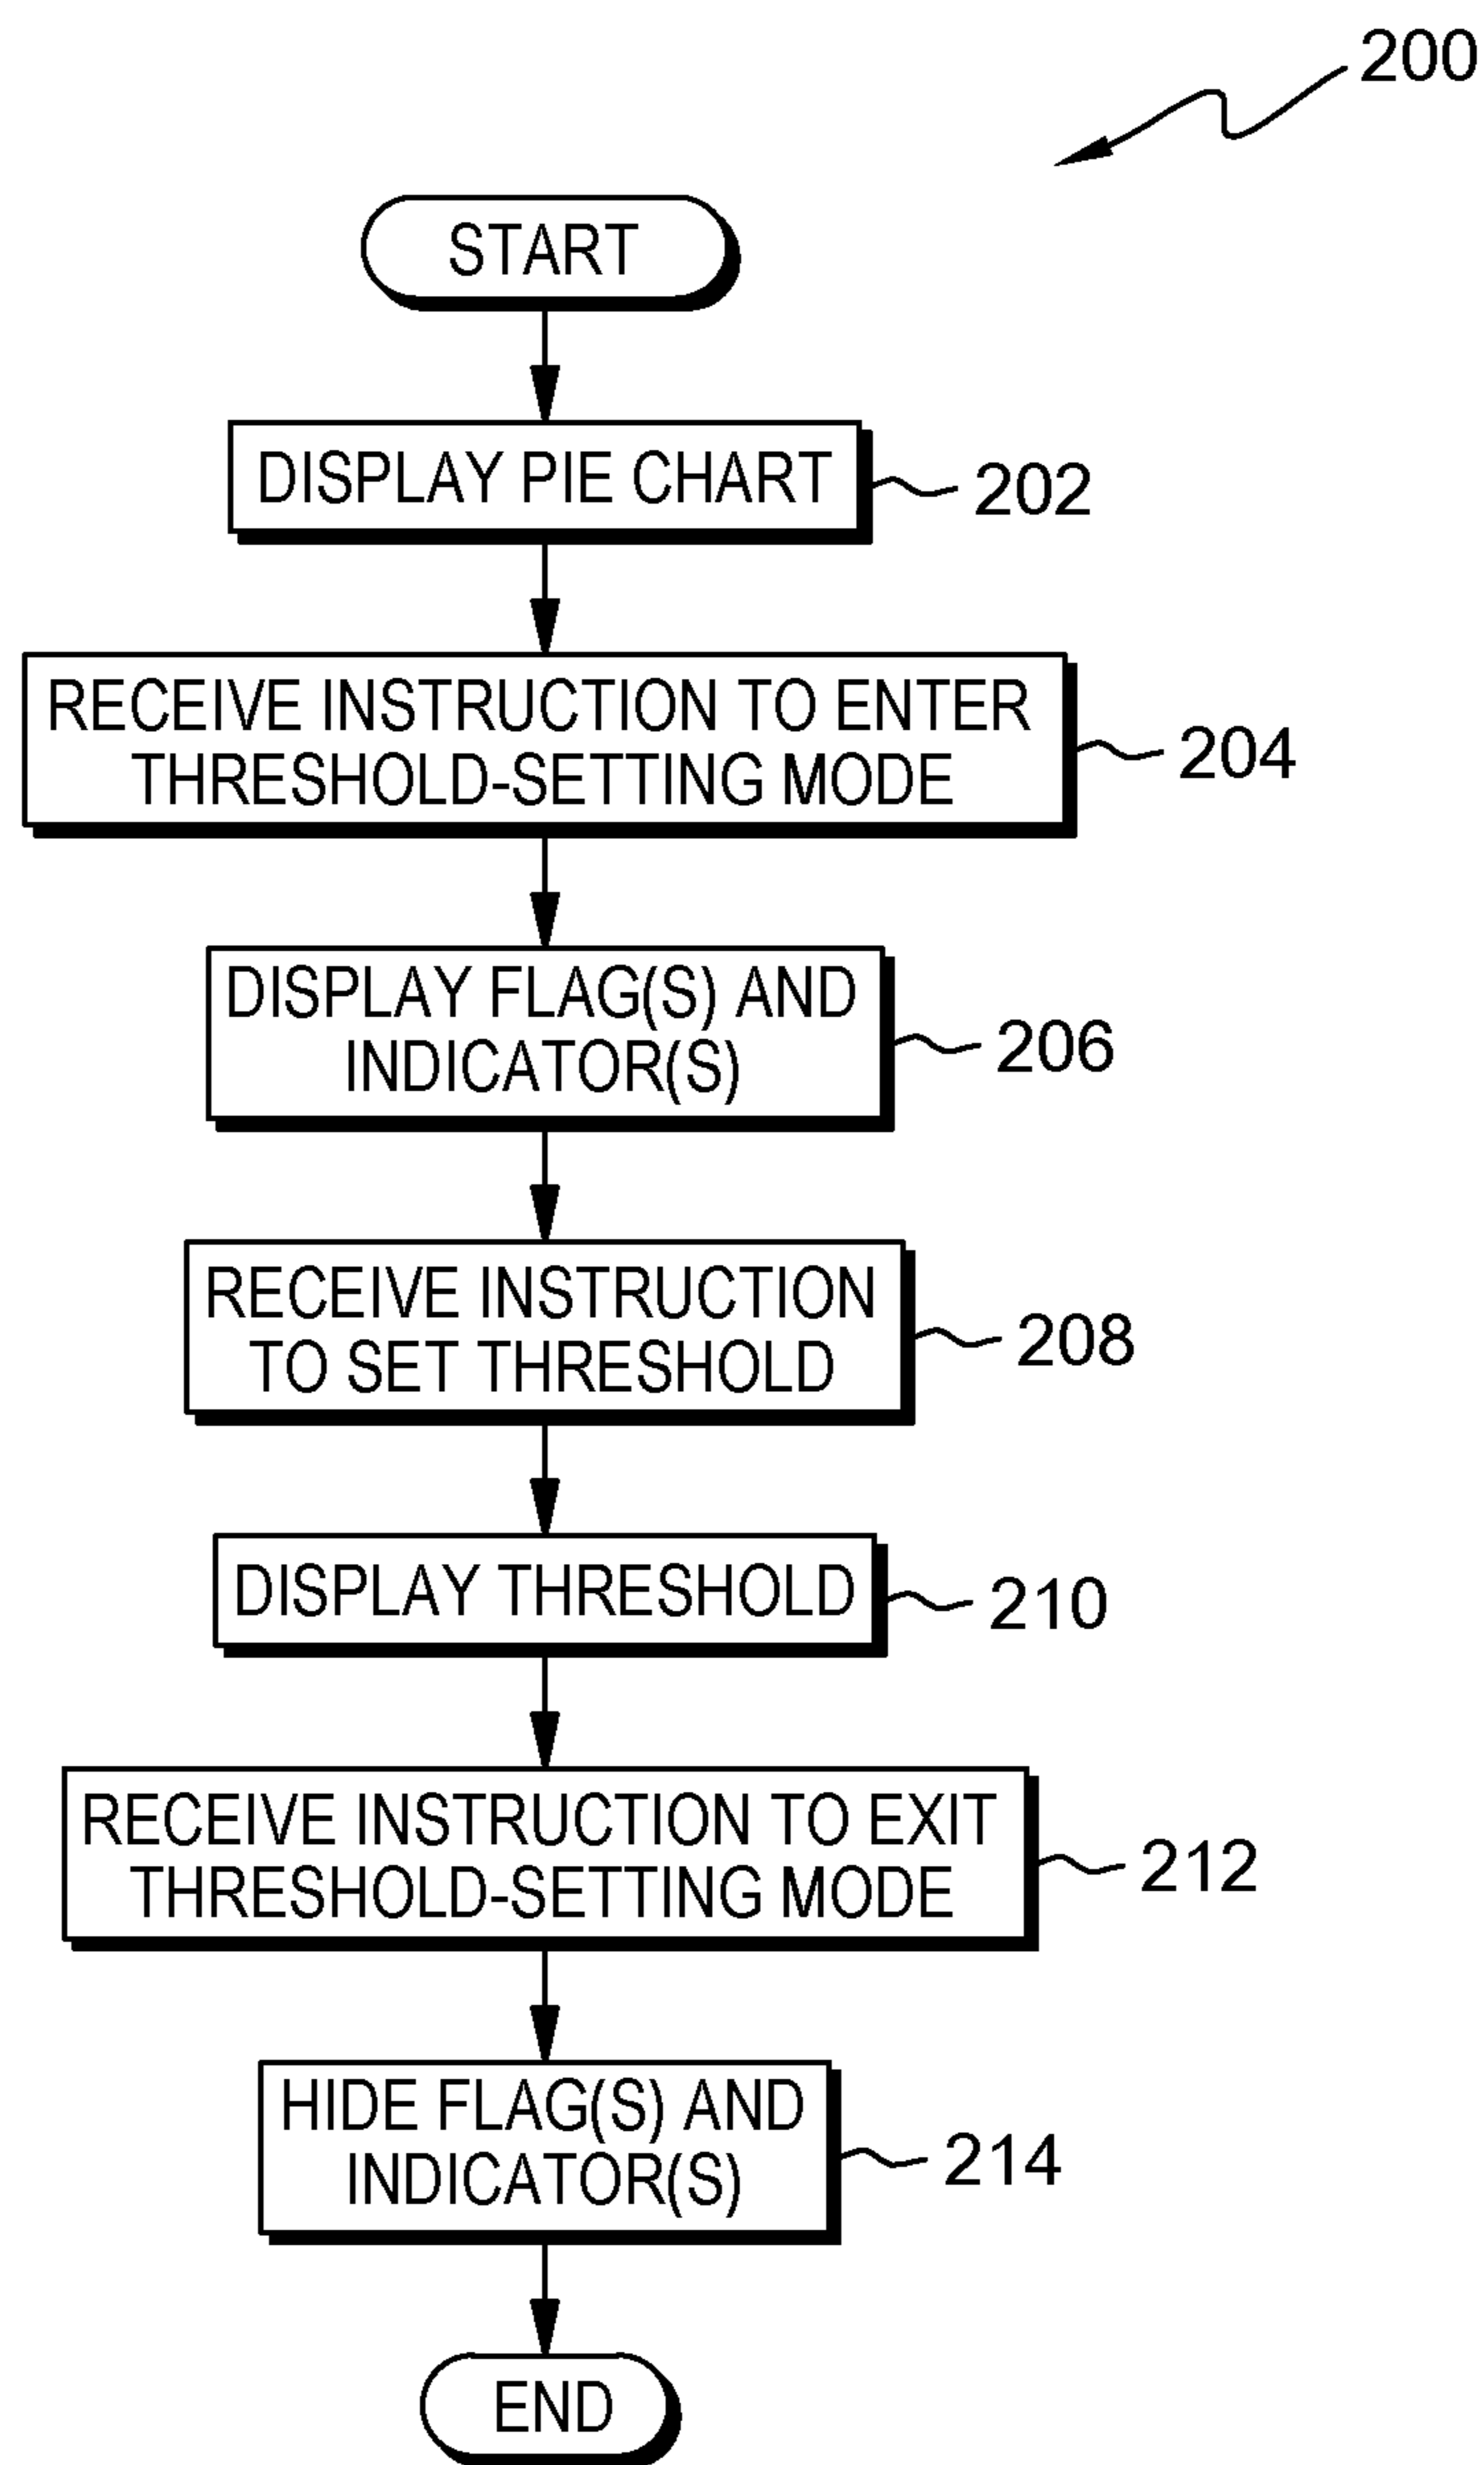 200
START
DISPLAY PIE CHART
202
RECEIVE INSTRUCTION TO ENTER
THRESHOLD-SETTING MODE
204
DISPLAY FLAG(S) AND
INDICATOR(S)
206
RECEIVE INSTRUCTION
TO SET THRESHOLD
208
DISPLAY THRESHOLD
210
RECEIVE INSTRUCTION TO EXIT
THRESHOLD-SETTING MODE
212
HIDE FLAG(S) AND
INDICATOR(S)
214
END